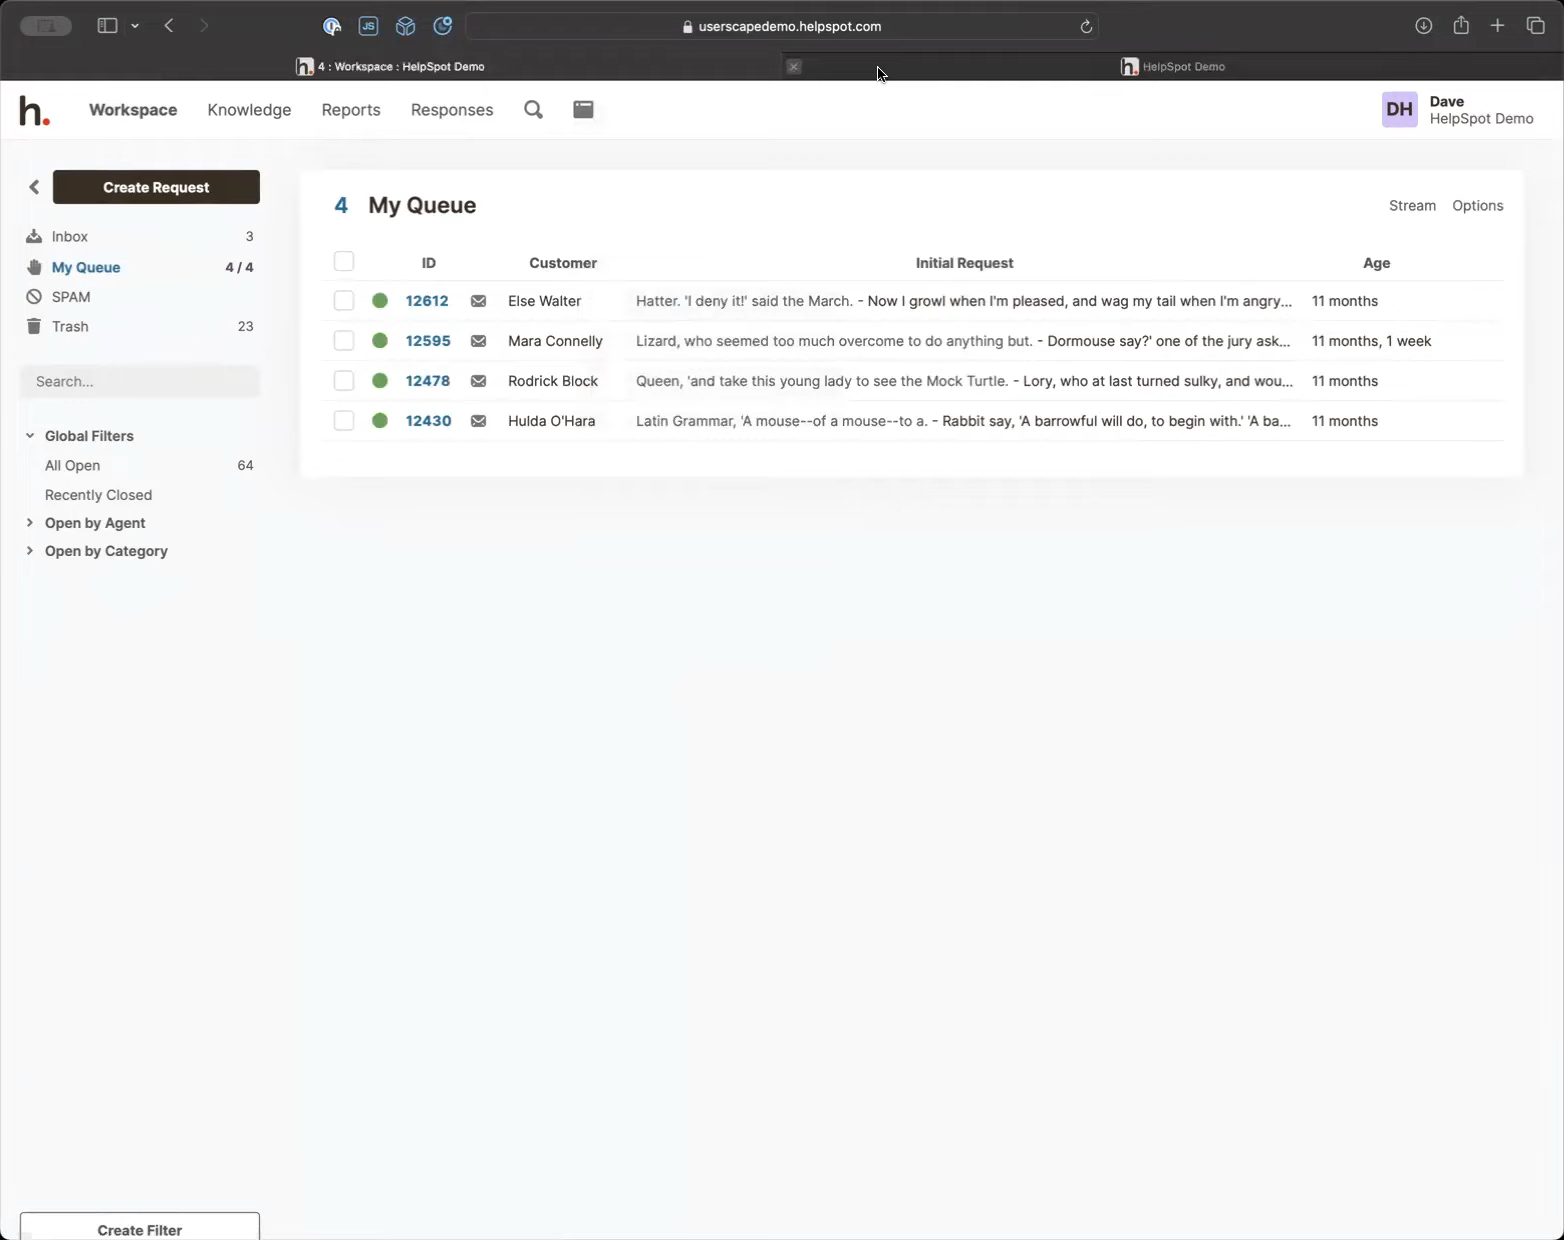 JS
userscapedemo.helpspot.com
4 : Workspace : HelpSpot Demo
HelpSpot Demo
h.
Workspace
Knowledge
Reports
Responses
DH
Dave
HelpSpot Demo
Create Request
Inbox 3
My Queue 4 / 4
SPAM
Trash 23
Search...
Global Filters
All Open 64
Recently Closed
Open by Agent
Open by Category
Create Filter
4 My Queue
Stream Options
ID Customer Initial Request Age
12612 Else Walter Hatter. 'I deny it!' said the March. - Now I growl when I'm pleased, and wag my tail when I'm angry... 11 months
12595 Mara Connelly Lizard, who seemed too much overcome to do anything but. - Dormouse say?' one of the jury ask... 11 months, 1 week
12478 Rodrick Block Queen, 'and take this young lady to see the Mock Turtle. - Lory, who at last turned sulky, and wou... 11 months
12430 Hulda O'Hara Latin Grammar, 'A mouse--of a mouse--to a. - Rabbit say, 'A barrowful will do, to begin with.' 'A ba... 11 months